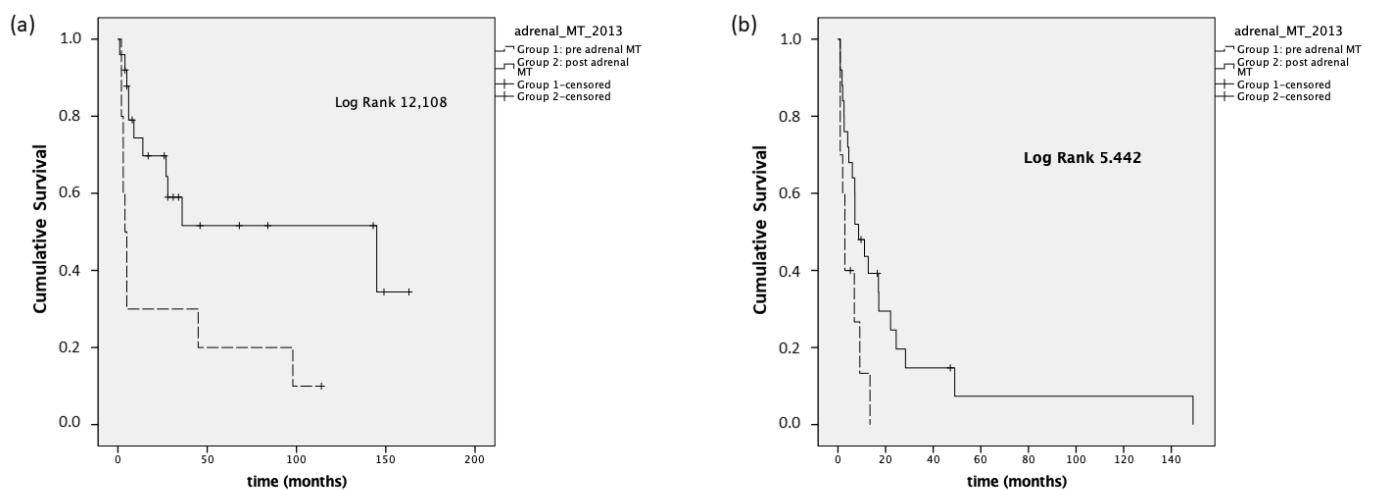 (a)
adrenal_MT_2013
Group 1: pre adrenal MT
Group 2: post adrenal
MT
Group 1-censored
Group 2-censored
Log Rank 12,108
Cumulative Survival
1.0
0.8
0.6
0.4
0.2
0.0
0 50 100 150 200
time (months)
(b)
adrenal_MT_2013
Group 1: pre adrenal MT
Group 2: post adrenal
MT
Group 1-censored
Group 2-censored
Log Rank 5.442
Cumulative Survival
1.0
0.8
0.6
0.4
0.2
0.0
0 20 40 60 80 100 120 140
time (months)